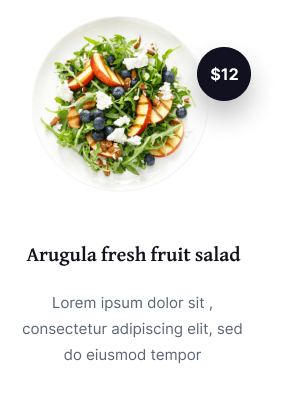 $12
Arugula fresh fruit salad
Lorem ipsum dolor sit ,
consectetur adipiscing elit, sed
do eiusmod tempor